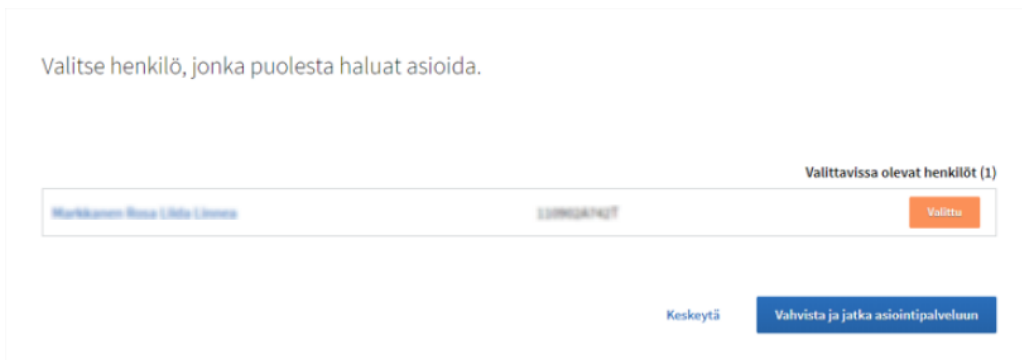 Valitse henkilö, jonka puolesta haluat asioida.
Valittavissa olevat henkilöt (1)
Valittu
Keskeytä
Vahvista ja jatka asiointipalveluun